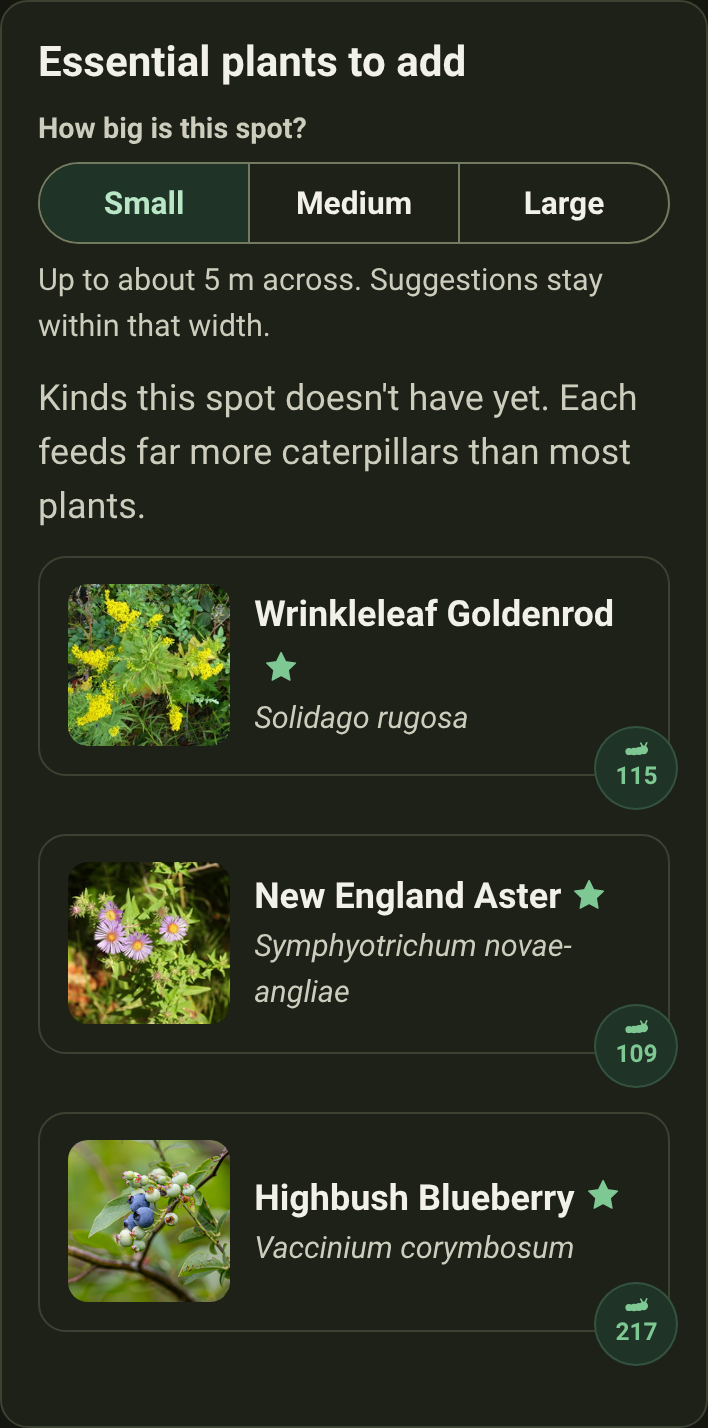 Essential plants to add
How big is this spot?
Small
Medium
Large
Up to about 5 m across. Suggestions stay
within that width.
Kinds this spot doesn't have yet. Each
feeds far more caterpillars than most
plants.
Wrinkleleaf Goldenrod
Solidago rugosa
115
New England Aster
Symphyotrichum novae-
angliae
109
Highbush Blueberry
Vaccinium corymbosum
217